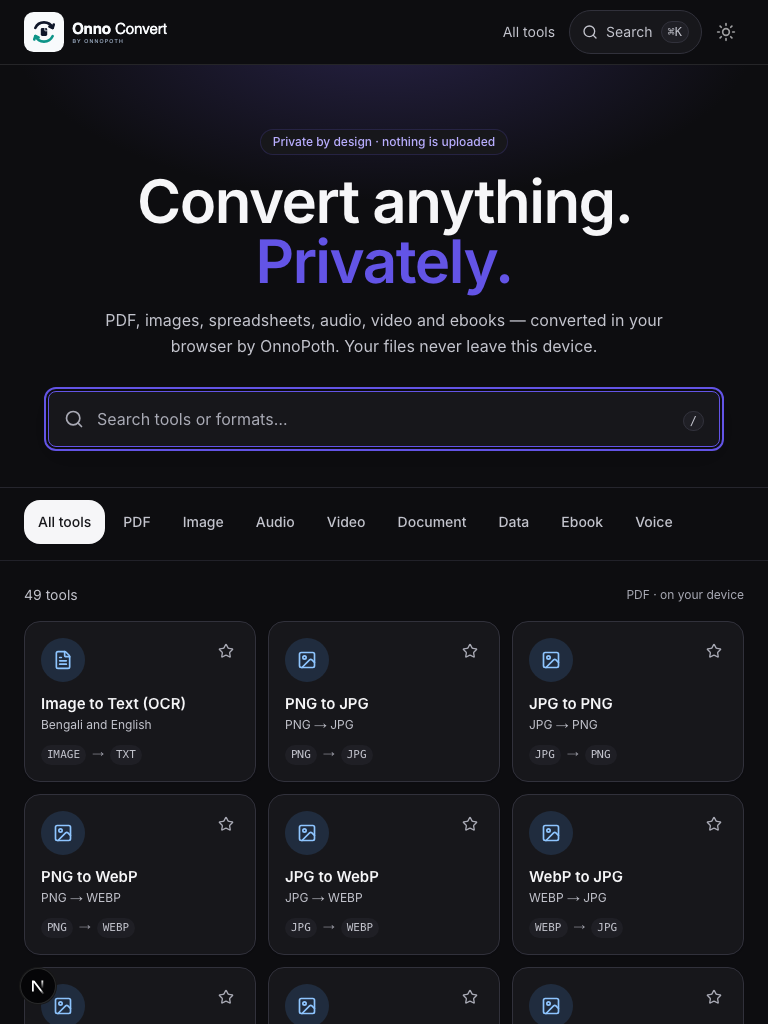 Onno Convert
BY ONNOPOTH
All tools
Search ⌘K
Private by design · nothing is uploaded
Convert anything.
Privately.
PDF, images, spreadsheets, audio, video and ebooks — converted in your
browser by OnnoPoth. Your files never leave this device.
Search tools or formats...
/
All tools PDF Image Audio Video Document Data Ebook Voice
49 tools
PDF · on your device
Image to Text (OCR)
Bengali and English
IMAGE → TXT
PNG to JPG
PNG → JPG
PNG → JPG
JPG to PNG
JPG → PNG
JPG → PNG
PNG to WebP
PNG → WEBP
PNG → WEBP
JPG to WebP
JPG → WEBP
JPG → WEBP
WebP to JPG
WEBP → JPG
WEBP → JPG
N